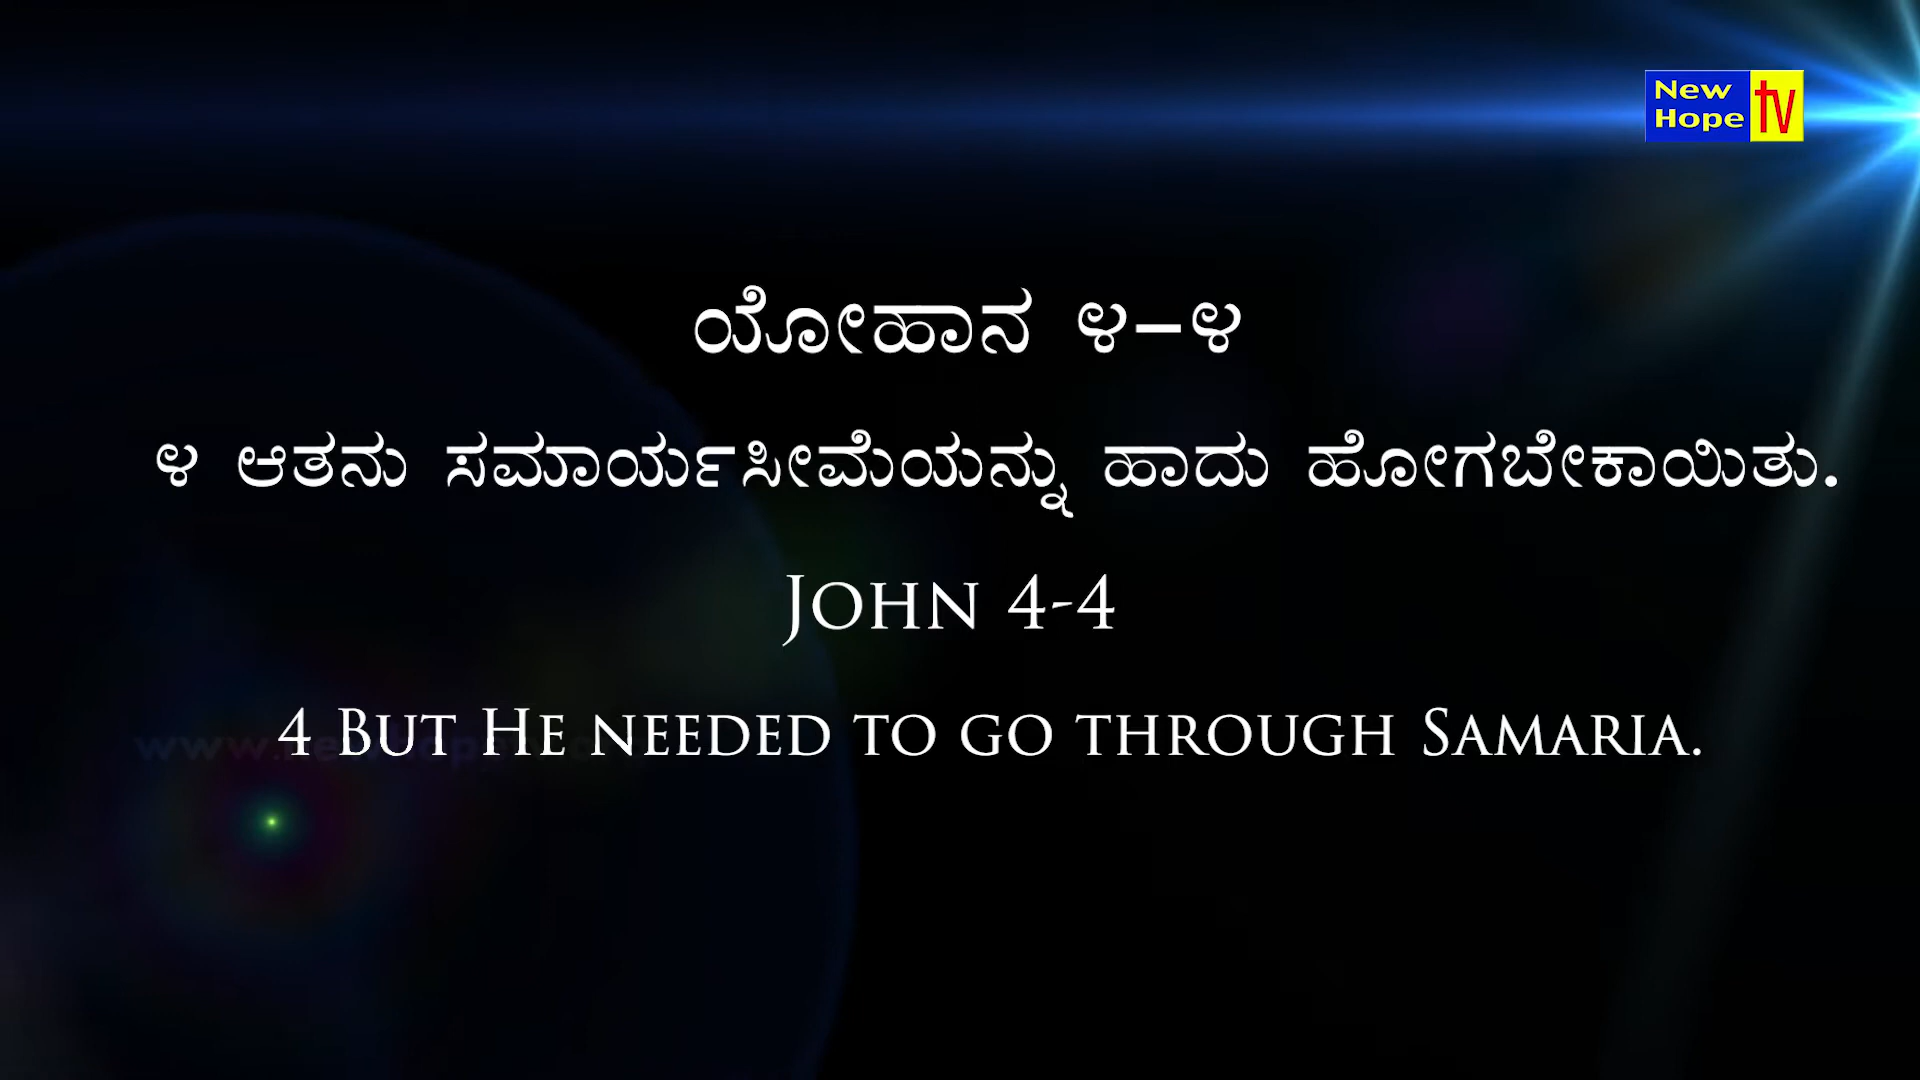 New
Hope
tv
ಯೋಹಾನ ೪–೪
೪ ಆತನು ಸಮಾರ್ಯಸೀಮೆಯನ್ನು ಹಾದು ಹೋಗಬೇಕಾಯಿತು.
John 4-4
4 But He needed to go through Samaria.